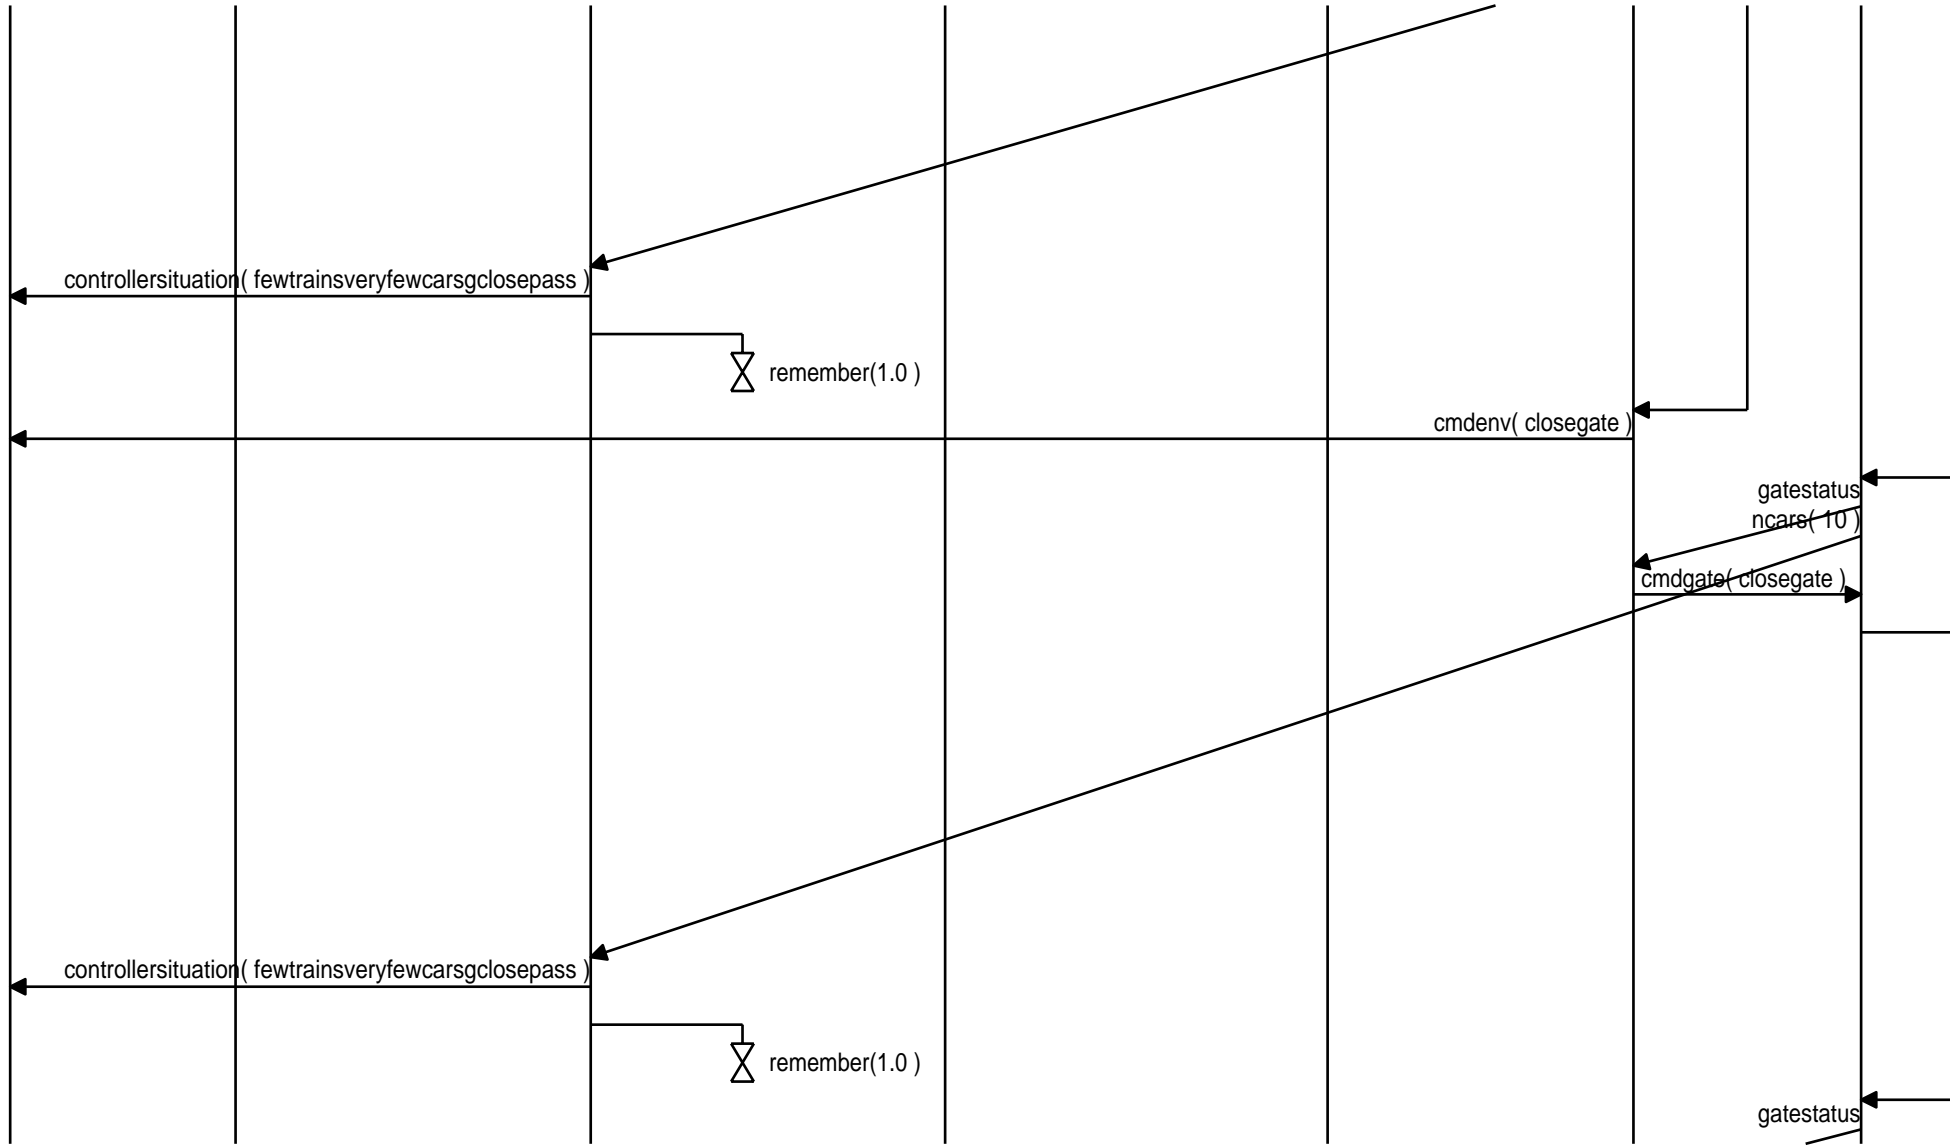 controllersituation( fewtrainsveryfewcarsgclosepass )
remember(1.0 )
cmdenv( closegate )
gatestatus
ncars( 10 )
cmdgate( closegate )
controllersituation( fewtrainsveryfewcarsgclosepass )
remember(1.0 )
gatestatus